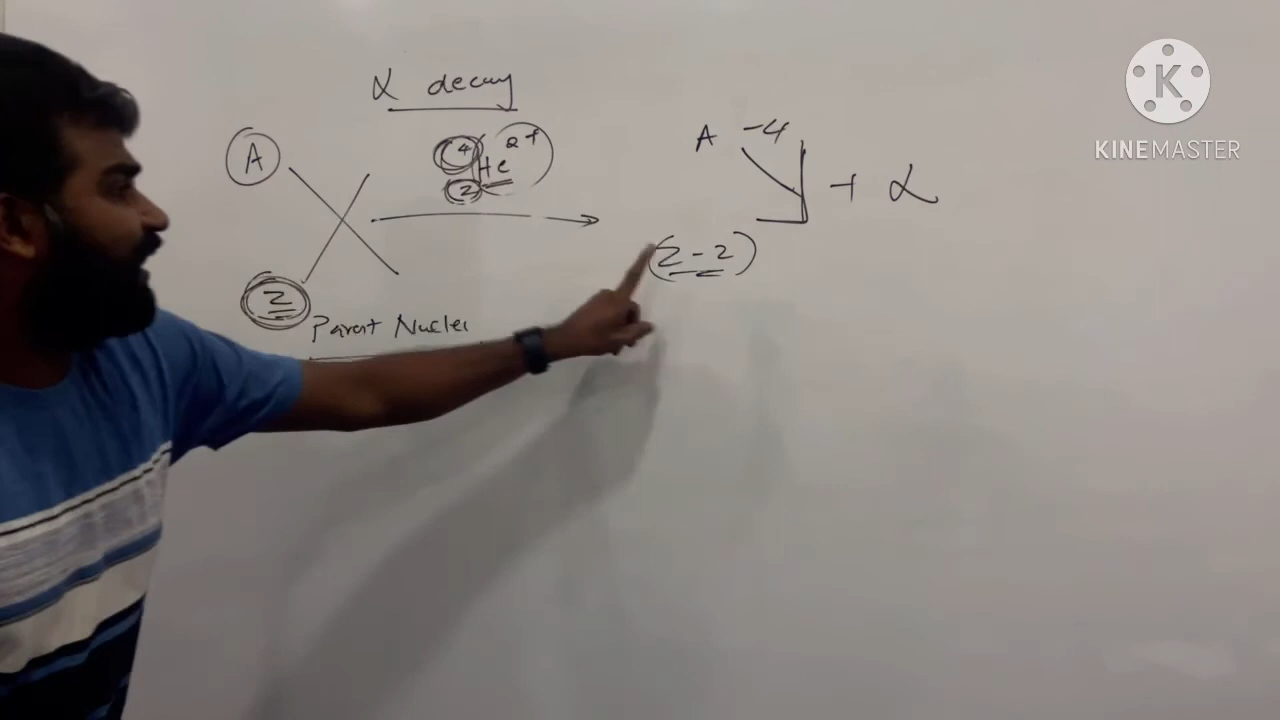 α decay
A X Z
4 He 2+ 2
A -4 Y + α
(Z-2)
Parent Nuclei
K
KINEMASTER